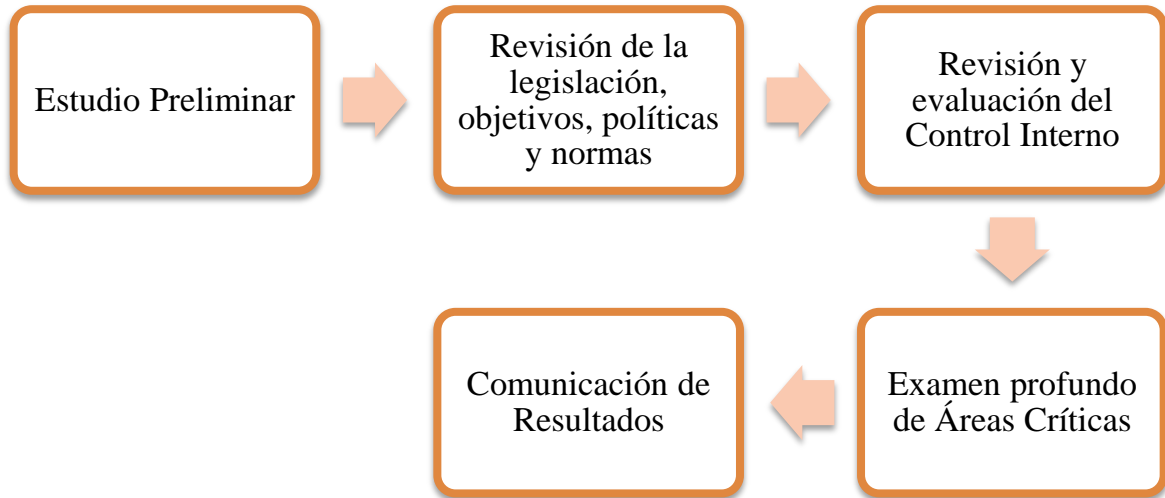 Estudio Preliminar
Revisión de la
legislación,
objetivos, políticas
y normas
Revisión y
evaluación del
Control Interno
Examen profundo
de Áreas Críticas
Comunicación de
Resultados